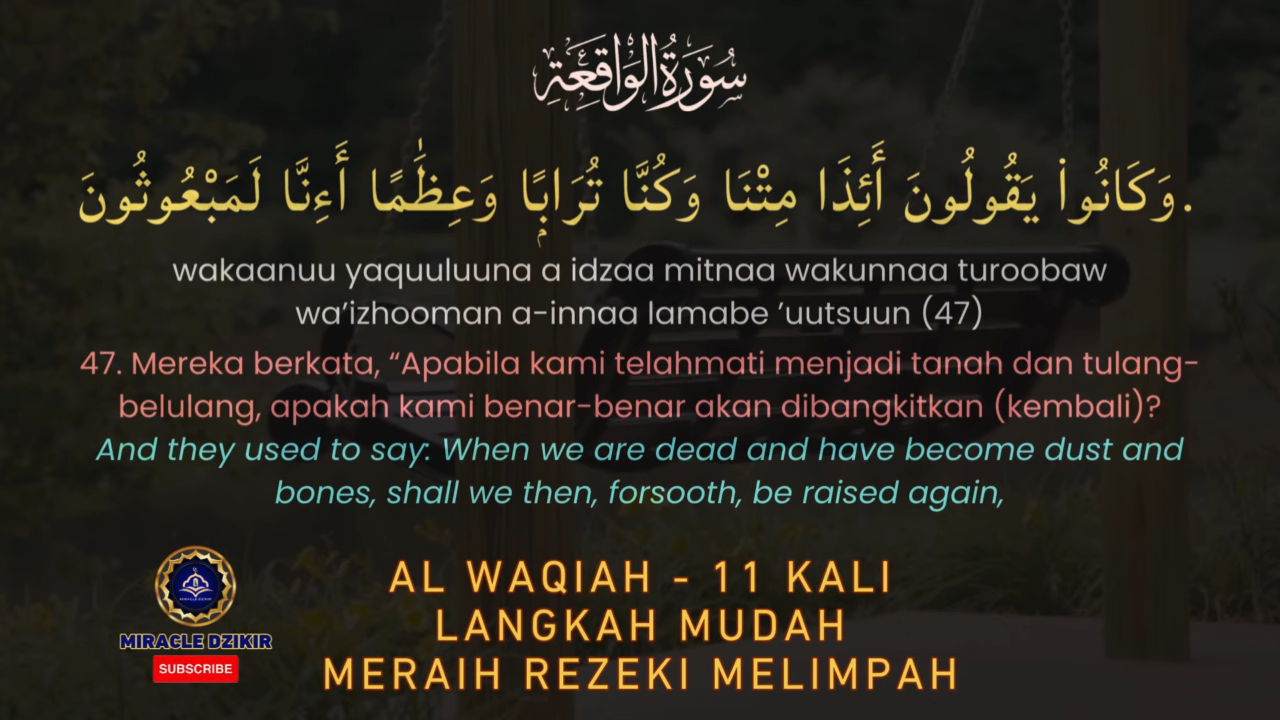 سُورَةُ الْوَاقِعَةِ
وَكَانُوا۟ يَقُولُونَ أَئِذَا مِتْنَا وَكُنَّا تُرَابًۭا وَعِظَٰمًا أَءِنَّا لَمَبْعُوثُونَ.
wakaanuu yaquuluuna a idzaa mitnaa wakunnaa turoobaw
wa’izhooman a-innaa lamabe ’uutsuun (47)
47. Mereka berkata, “Apabila kami telahmati menjadi tanah dan tulang-
belulang, apakah kami benar-benar akan dibangkitkan (kembali)?
And they used to say: When we are dead and have become dust and
bones, shall we then, forsooth, be raised again,
AL WAQIAH - 11 KALI
LANGKAH MUDAH
MERAIH REZEKI MELIMPAH
MIRACLE DZIKIR
MIRACLE DZIKIR
SUBSCRIBE